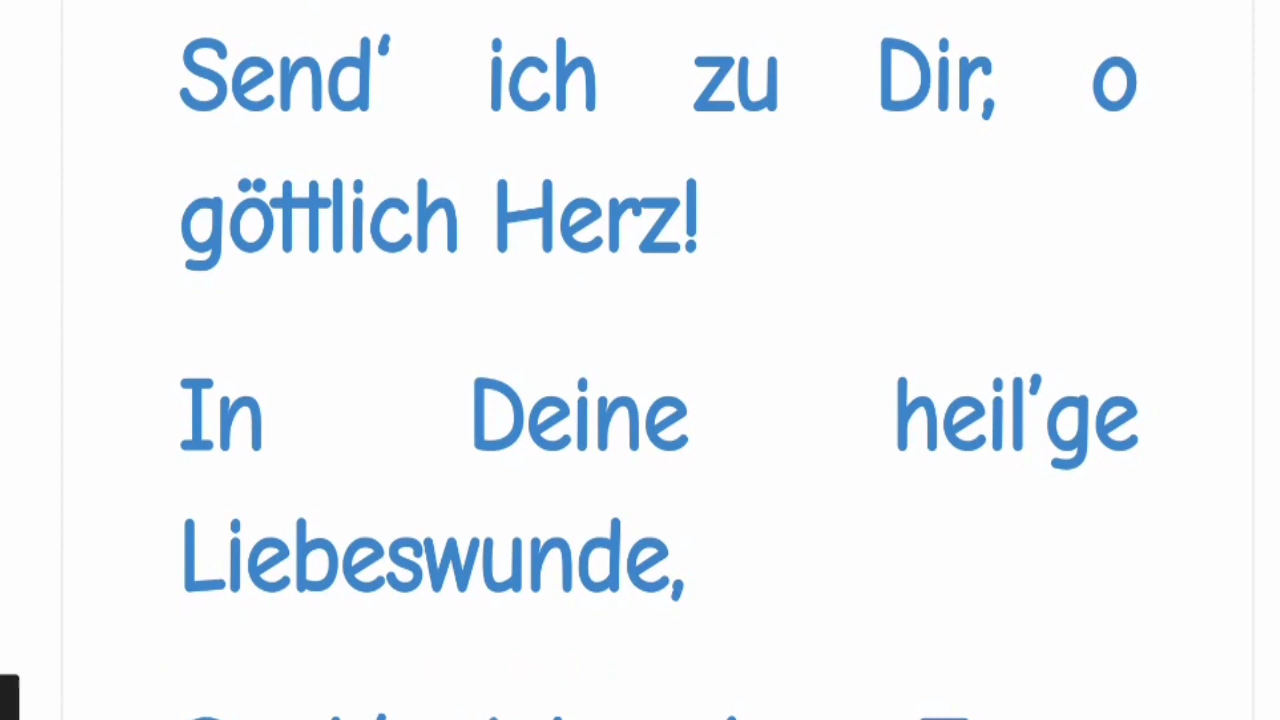 Send‘ ich zu Dir, o
göttlich Herz!
In Deine heil’ge
Liebeswunde,